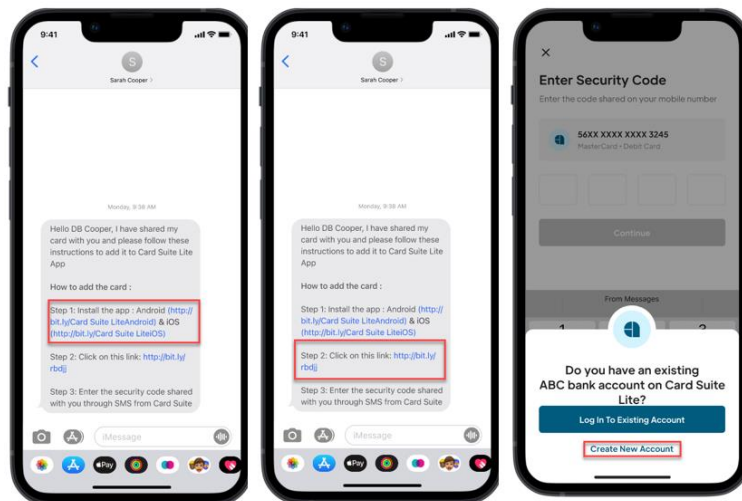 9:41
S
Sarah Cooper >
Monday, 9:38 AM
Hello DB Cooper, I have shared my
card with you and please follow these
instructions to add it to Card Suite Lite
App
How to add the card :
Step 1: Install the app : Android (http://
bit.ly/Card Suite LiteAndroid) & iOS
(http://bit.ly/Card Suite LiteiOS)
Step 2: Click on this link: http://bit.ly/
rbdjj
Step 3: Enter the security code shared
with you through SMS from Card Suite
iMessage
Pay
9:41
S
Sarah Cooper >
Monday, 9:38 AM
Hello DB Cooper, I have shared my
card with you and please follow these
instructions to add it to Card Suite Lite
App
How to add the card :
Step 1: Install the app : Android (http://
bit.ly/Card Suite LiteAndroid) & iOS
(http://bit.ly/Card Suite LiteiOS)
Step 2: Click on this link: http://bit.ly/
rbdjj
Step 3: Enter the security code shared
with you through SMS from Card Suite
iMessage
Pay
9:41
Enter Security Code
Enter the code shared on your mobile number
56XX XXXX XXXX 3245
MasterCard • Debit Card
Continue
From Messages
1 2 3
Do you have an existing
ABC bank account on Card Suite
Lite?
Log In To Existing Account
Create New Account